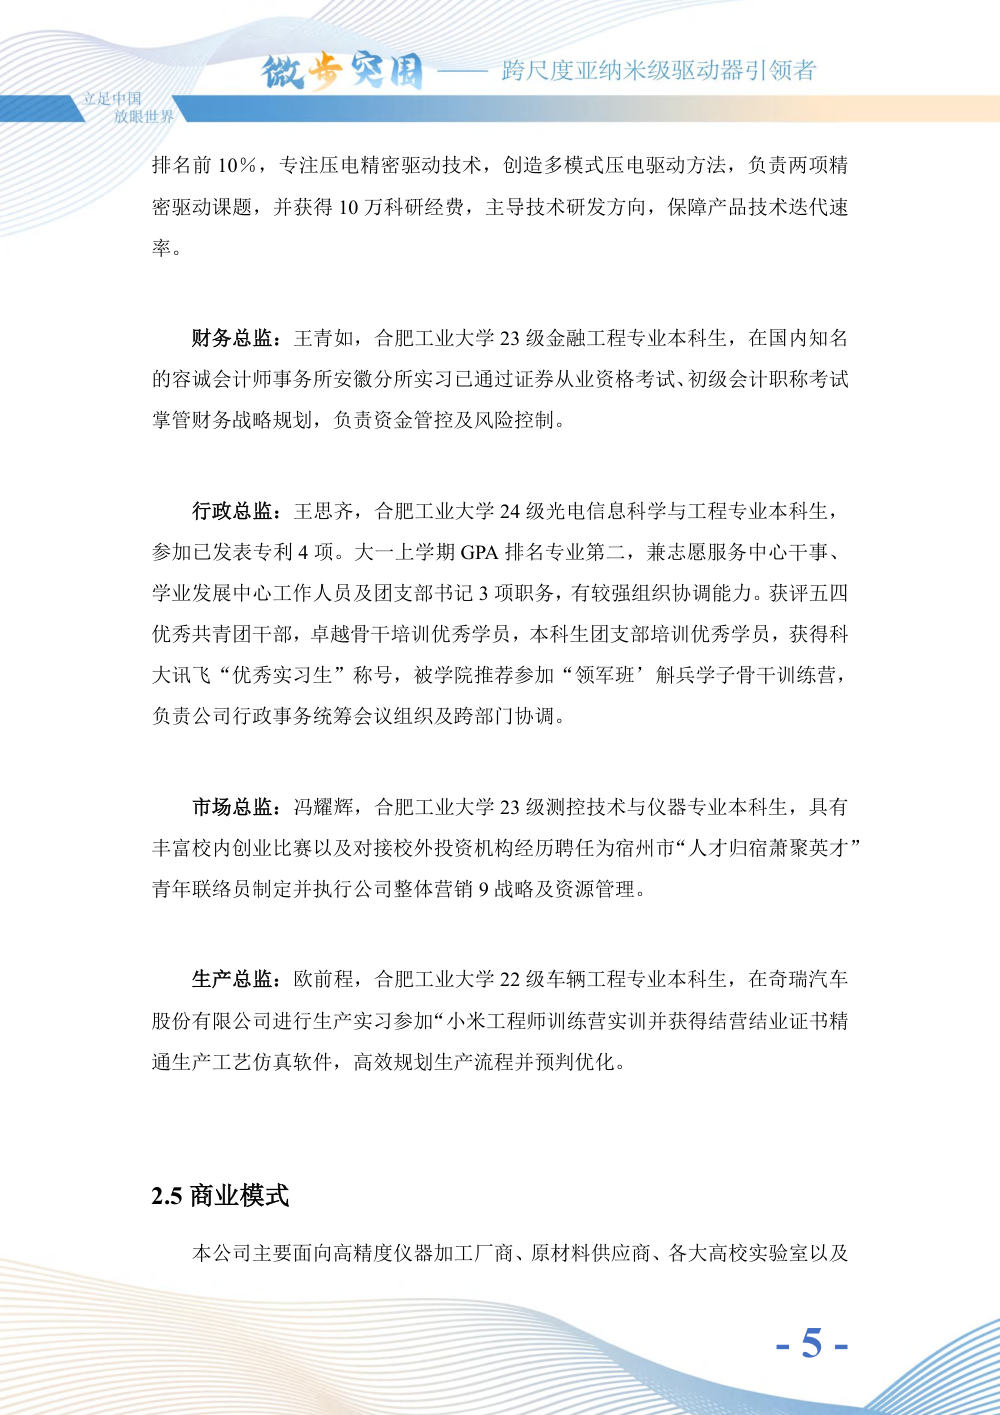 微步突围 —— 跨尺度亚纳米级驱动器引领者
立足中国
放眼世界
排名前 10%，专注压电精密驱动技术，创造多模式压电驱动方法，负责两项精
密驱动课题，并获得 10 万科研经费，主导技术研发方向，保障产品技术迭代速
率。
财务总监：王青如，合肥工业大学 23 级金融工程专业本科生，在国内知名
的容诚会计师事务所安徽分所实习已通过证券从业资格考试、初级会计职称考试
掌管财务战略规划，负责资金管控及风险控制。
行政总监：王思齐，合肥工业大学 24 级光电信息科学与工程专业本科生，
参加已发表专利 4 项。大一上学期 GPA 排名专业第二，兼志愿服务中心干事、
学业发展中心工作人员及团支部书记 3 项职务，有较强组织协调能力。获评五四
优秀共青团干部，卓越骨干培训优秀学员，本科生团支部培训优秀学员，获得科
大讯飞“优秀实习生”称号，被学院推荐参加“领军班’斛兵学子骨干训练营，
负责公司行政事务统筹会议组织及跨部门协调。
市场总监：冯耀辉，合肥工业大学 23 级测控技术与仪器专业本科生，具有
丰富校内创业比赛以及对接校外投资机构经历聘任为宿州市“人才归宿萧聚英才”
青年联络员制定并执行公司整体营销 9 战略及资源管理。
生产总监：欧前程，合肥工业大学 22 级车辆工程专业本科生，在奇瑞汽车
股份有限公司进行生产实习参加“小米工程师训练营实训并获得结营结业证书精
通生产工艺仿真软件，高效规划生产流程并预判优化。
2.5 商业模式
本公司主要面向高精度仪器加工厂商、原材料供应商、各大高校实验室以及
- 5 -